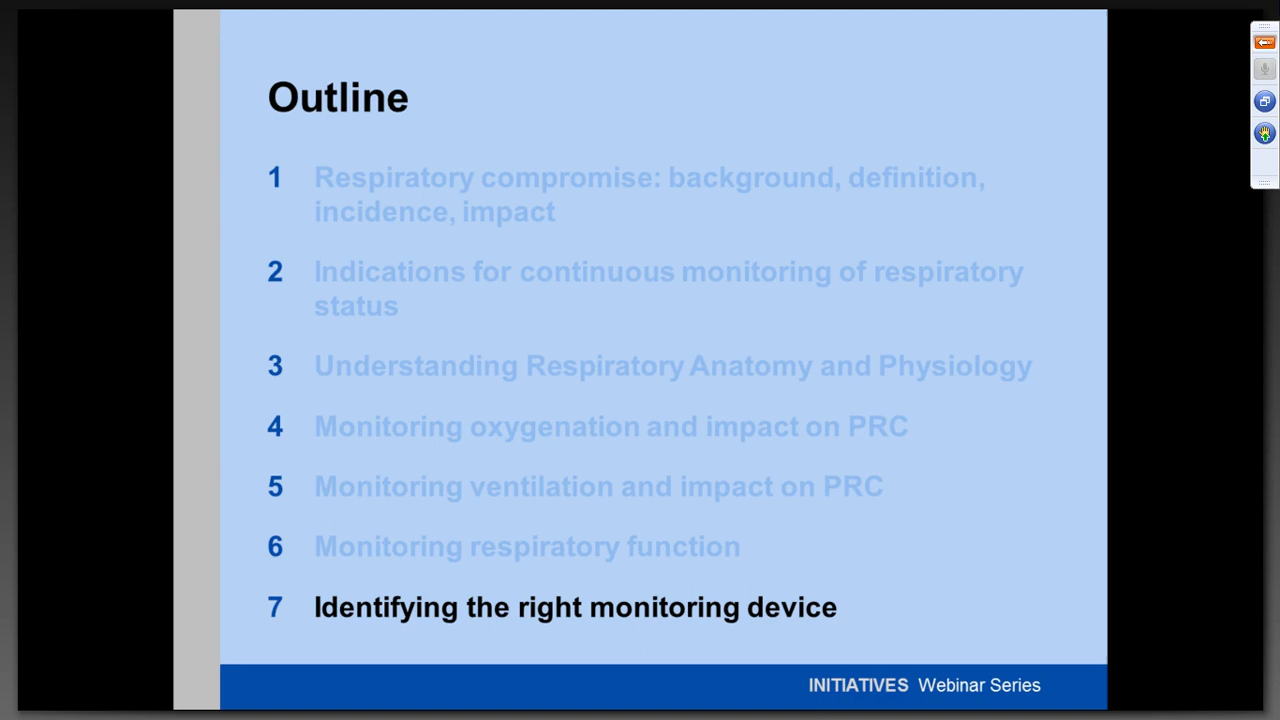 Outline
1 Respiratory compromise: background, definition,
incidence, impact
2 Indications for continuous monitoring of respiratory
status
3 Understanding Respiratory Anatomy and Physiology
4 Monitoring oxygenation and impact on PRC
5 Monitoring ventilation and impact on PRC
6 Monitoring respiratory function
7 Identifying the right monitoring device
INITIATIVES Webinar Series